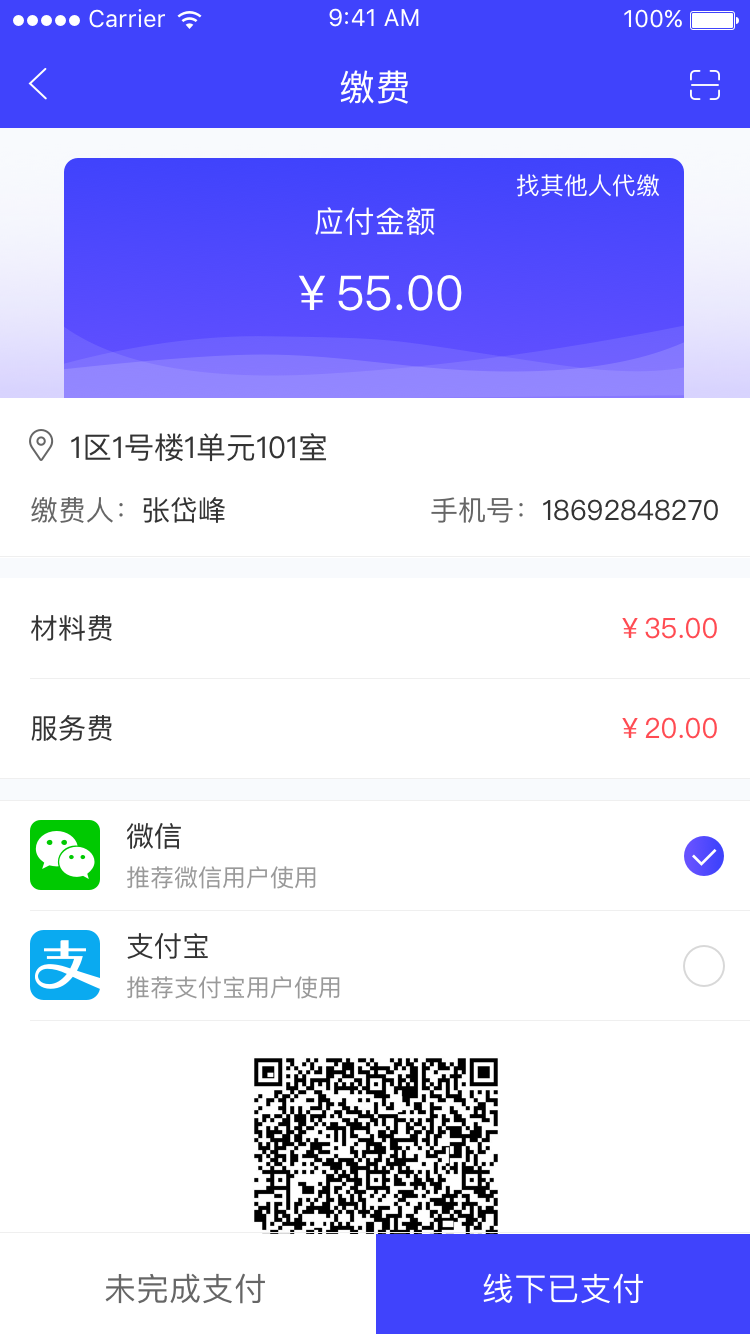 ●●●●● Carrier 9:41 AM 100%
缴费
找其他人代缴
应付金额
¥ 55.00
1区1号楼1单元101室
缴费人：张岱峰 手机号：18692848270
材料费 ¥ 35.00
服务费 ¥ 20.00
微信
推荐微信用户使用
支
支付宝
推荐支付宝用户使用
未完成支付 线下已支付